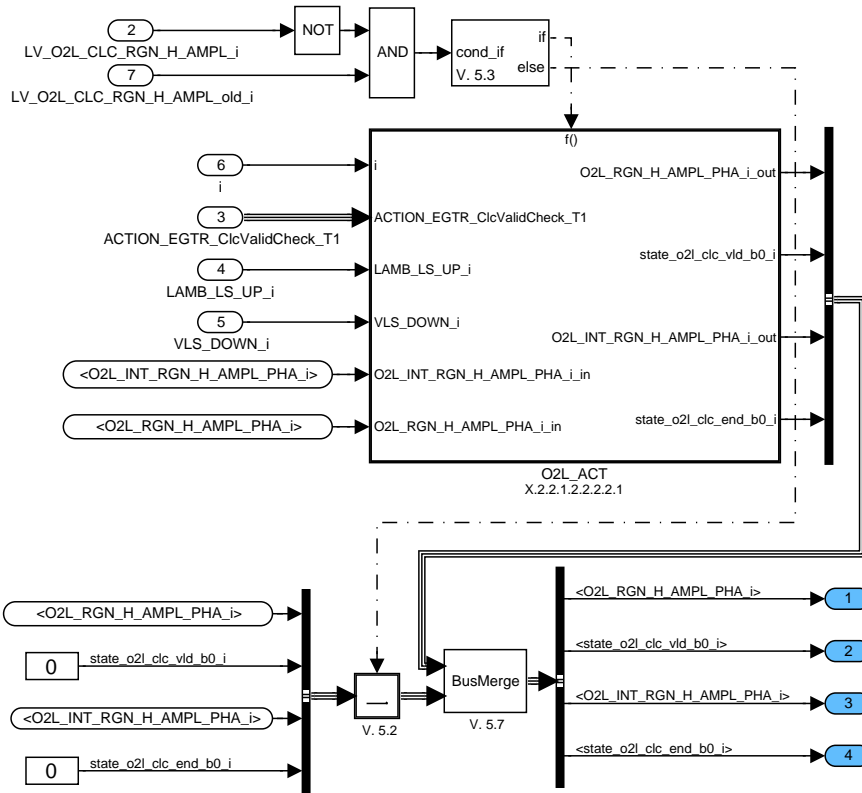 2
LV_O2L_CLC_RGN_H_AMPL_i
NOT
AND
7
LV_O2L_CLC_RGN_H_AMPL_old_i
cond_if
V. 5.3
if
else
f()
6
i
i
3
ACTION_EGTR_ClcValidCheck_T1
ACTION_EGTR_ClcValidCheck_T1
4
LAMB_LS_UP_i
LAMB_LS_UP_i
5
VLS_DOWN_i
VLS_DOWN_i
<O2L_INT_RGN_H_AMPL_PHA_i>
O2L_INT_RGN_H_AMPL_PHA_i_in
<O2L_RGN_H_AMPL_PHA_i>
O2L_RGN_H_AMPL_PHA_i_in
O2L_RGN_H_AMPL_PHA_i_out
state_o2l_clc_vld_b0_i
O2L_INT_RGN_H_AMPL_PHA_i_out
state_o2l_clc_end_b0_i
O2L_ACT
X.2.2.1.2.2.2.2.1
<O2L_RGN_H_AMPL_PHA_i>
0
state_o2l_clc_vld_b0_i
<O2L_INT_RGN_H_AMPL_PHA_i>
0
state_o2l_clc_end_b0_i
V. 5.2
BusMerge
V. 5.7
<O2L_RGN_H_AMPL_PHA_i>
1
<state_o2l_clc_vld_b0_i>
2
<O2L_INT_RGN_H_AMPL_PHA_i>
3
<state_o2l_clc_end_b0_i>
4